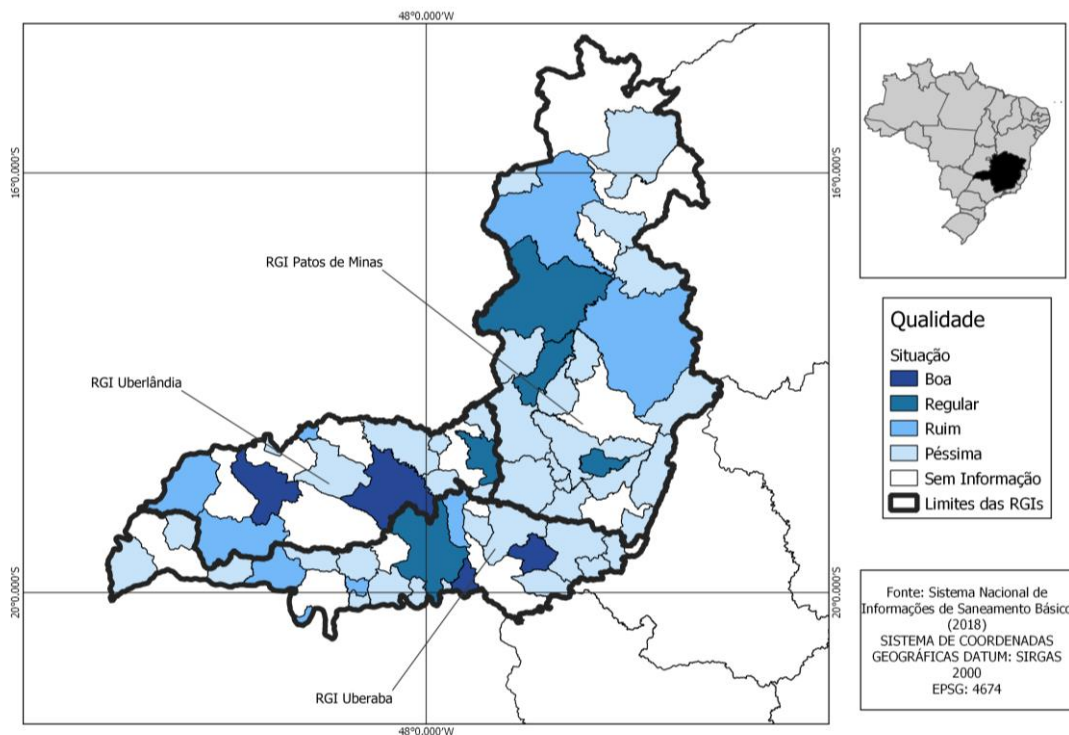 48°0.000'W
16°0.000'S
16°0.000'S
RGI Patos de Minas
RGI Uberlândia
RGI Uberaba
20°0.000'S
20°0.000'S
48°0.000'W
Qualidade
Situação
Boa
Regular
Ruim
Péssima
Sem Informação
Limites das RGIs
Fonte: Sistema Nacional de
Informações de Saneamento Básico
(2018)
SISTEMA DE COORDENADAS
GEOGRÁFICAS DATUM: SIRGAS
2000
EPSG: 4674